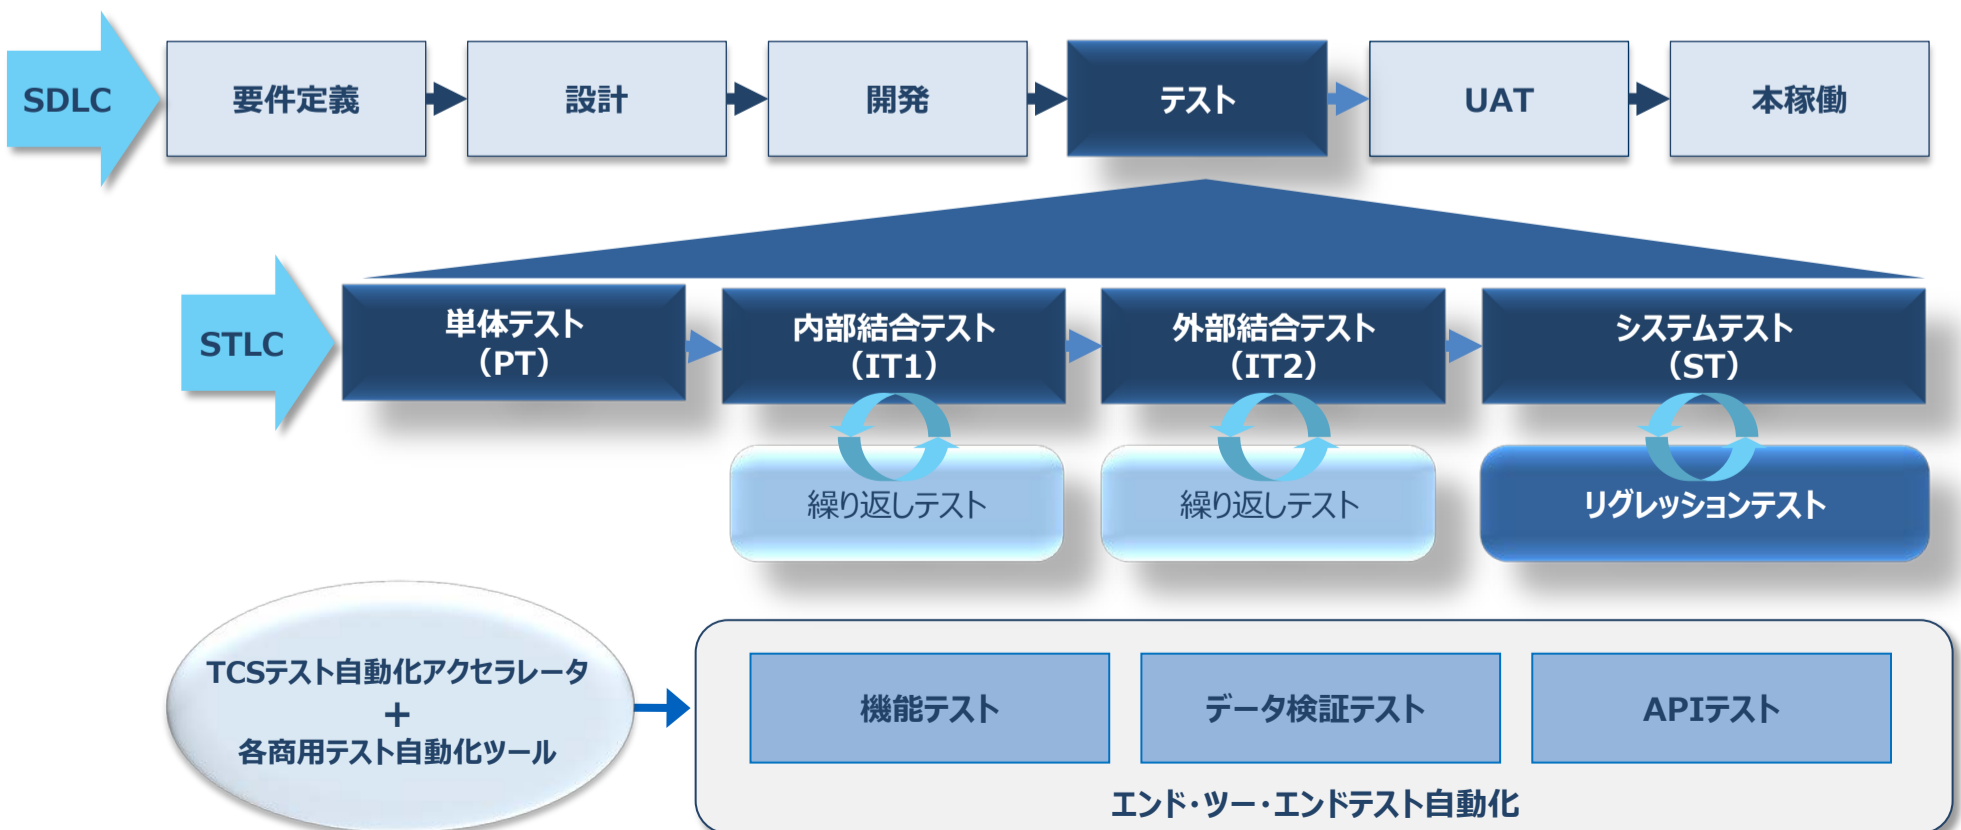 SDLC
要件定義
設計
開発
テスト
UAT
本稼働
STLC
単体テスト
（PT）
内部結合テスト
（IT1）
外部結合テスト
（IT2）
システムテスト
（ST）
繰り返しテスト
繰り返しテスト
リグレッションテスト
TCSテスト自動化アクセラレータ
＋
各商用テスト自動化ツール
機能テスト
データ検証テスト
APIテスト
エンド・ツー・エンドテスト自動化